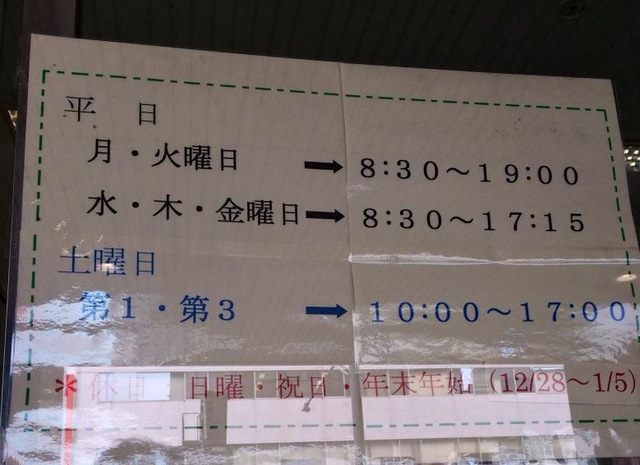 平 日
月・火曜日 ➡ 8:30～19:00
水・木・金曜日 ➡ 8:30～17:15
土曜日
第1・第3 ➡ 10:00～17:00
*休日 日曜・祝日・年末年始 (12/28～1/5)